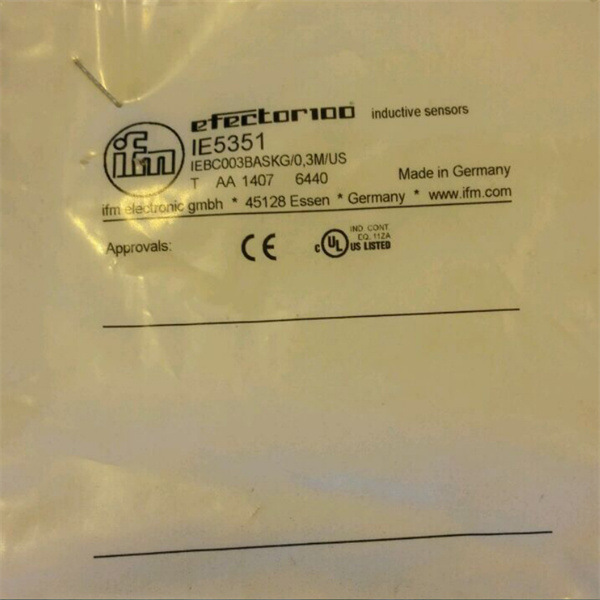 efector100 inductive sensors
ifm
IE5351
IEBC003BASKG/0,3M/US
T AA 1407 6440 Made in Germany
ifm electronic gmbh * 45128 Essen * Germany * www.ifm.com
Approvals: CE c UL US LISTED
IND. CONT.
EQ. 11ZA